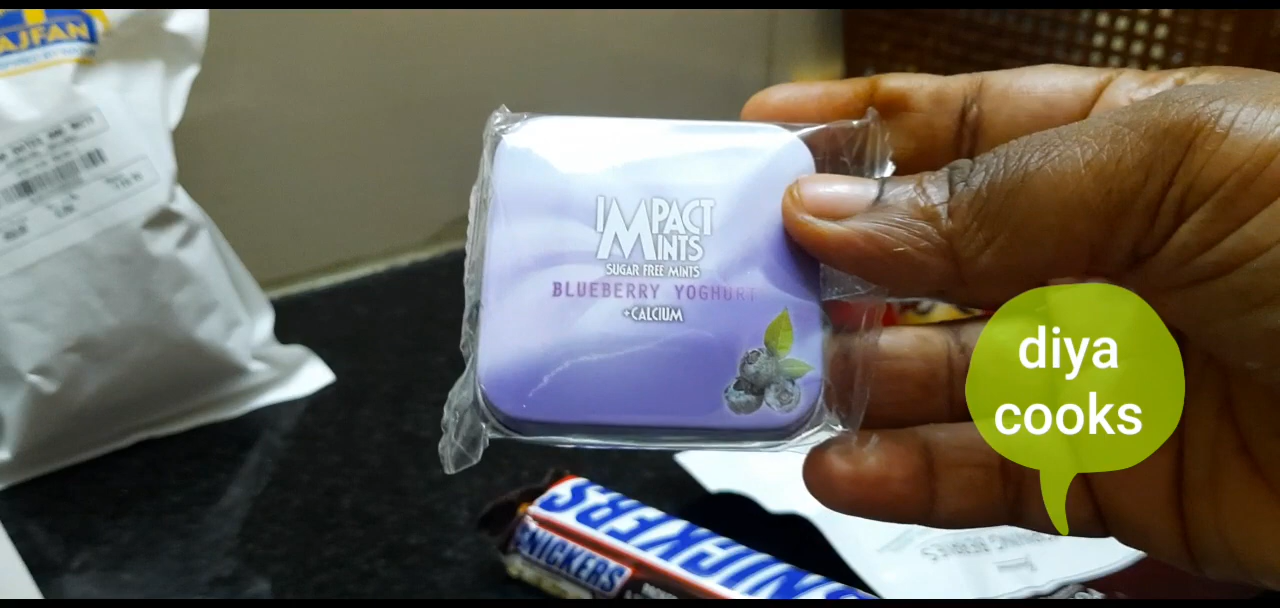 AJFAN
IMPACT
MINTS
SUGAR FREE MINTS
BLUEBERRY YOGHURT
+CALCIUM
diya
cooks
SNICKERS
SNICKERS